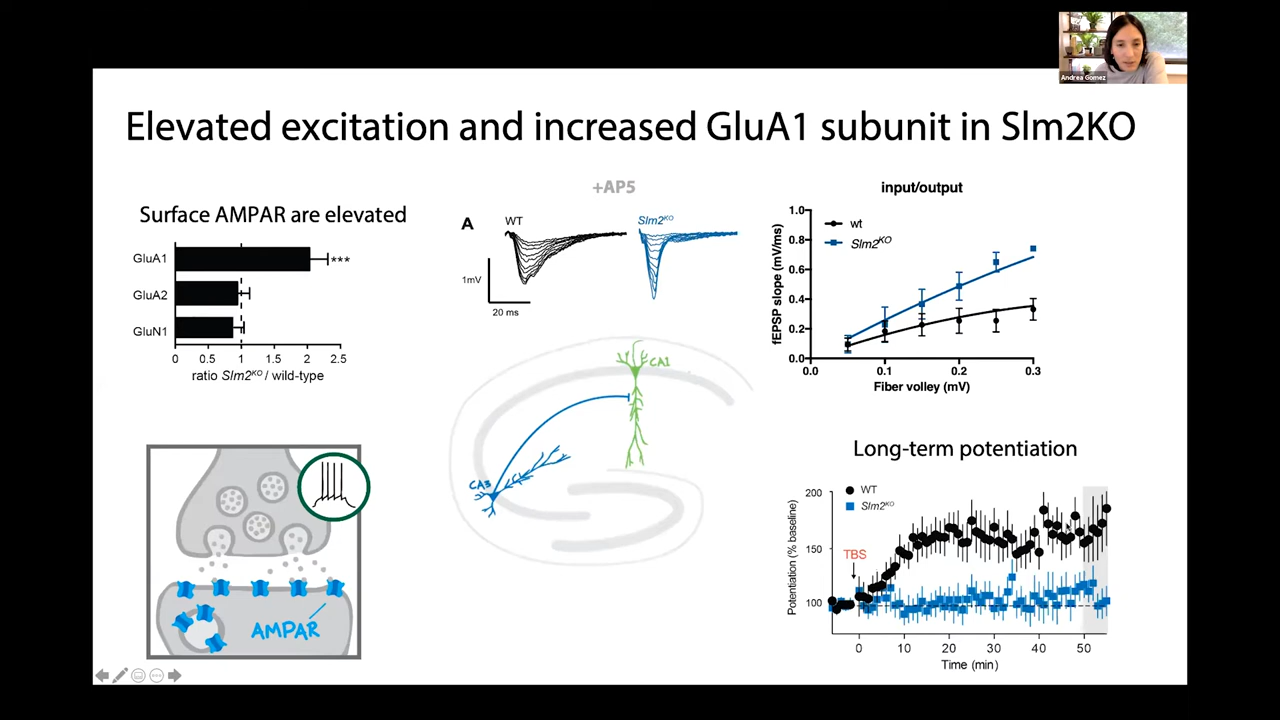 Andrea Gomez
Elevated excitation and increased GluA1 subunit in Slm2KO
Surface AMPAR are elevated
GluA1
***
GluA2
GluN1
0 0.5 1 1.5 2 2.5
ratio Slm2KO / wild-type
AMPAR
+AP5
A
WT
Slm2KO
1mV
20 ms
CA1
CA3
input/output
wt
Slm2KO
fEPSP slope (mV/ms)
1.0
0.8
0.6
0.4
0.2
0.0
0.0 0.1 0.2 0.3
Fiber volley (mV)
Long-term potentiation
WT
Slm2KO
Potentiation (% baseline)
200
150
100
TBS
0 10 20 30 40 50
Time (min)